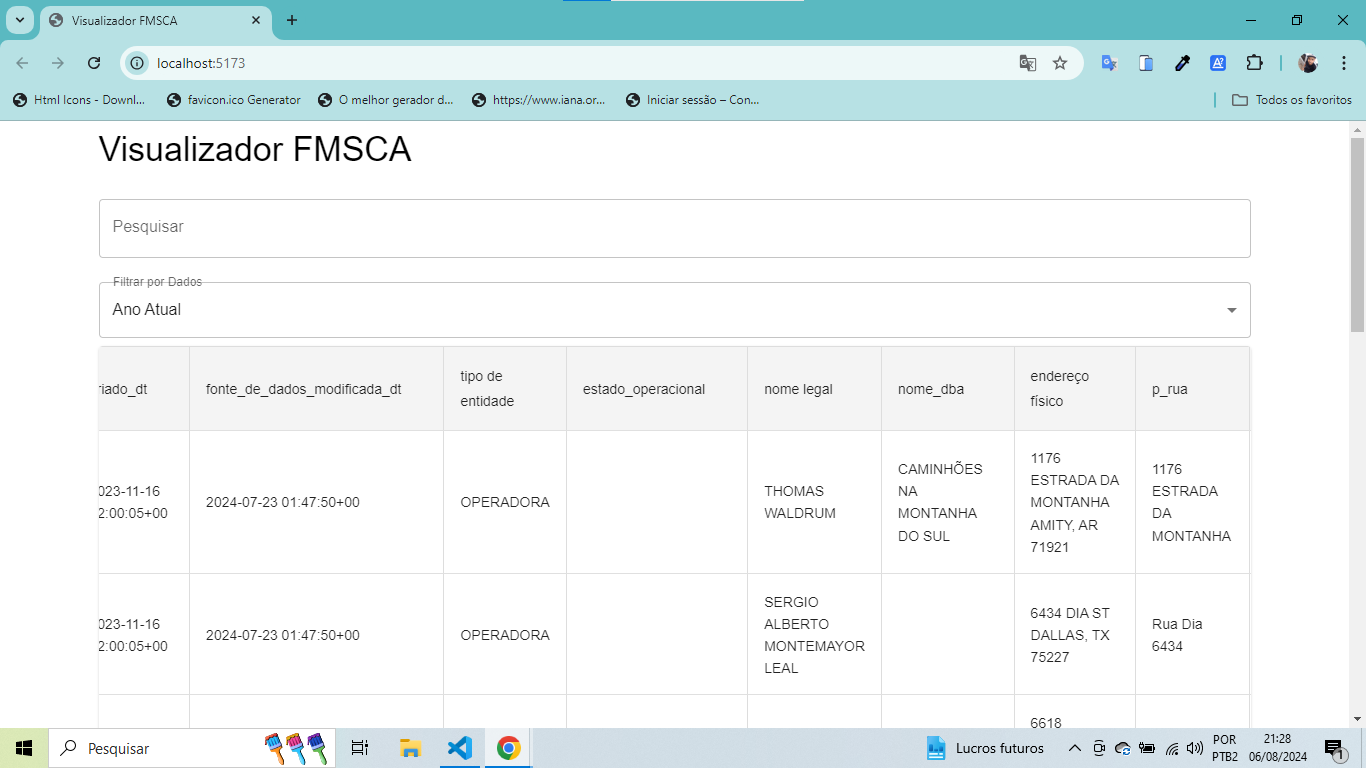 Visualizador FMSCA
localhost:5173
Html Icons - Downl...
favicon.ico Generator
O melhor gerador d...
https://www.iana.or...
Iniciar sessão – Con...
Todos os favoritos
Visualizador FMSCA
Pesquisar
Filtrar por Dados
Ano Atual
riado_dt
fonte_de_dados_modificada_dt
tipo de
entidade
estado_operacional
nome legal
nome_dba
endereço
físico
p_rua
023-11-16
2:00:05+00
2024-07-23 01:47:50+00
OPERADORA
THOMAS
WALDRUM
CAMINHÕES
NA
MONTANHA
DO SUL
1176
ESTRADA DA
MONTANHA
AMITY, AR
71921
1176
ESTRADA
DA
MONTANHA
023-11-16
2:00:05+00
2024-07-23 01:47:50+00
OPERADORA
SERGIO
ALBERTO
MONTEMAYOR
LEAL
6434 DIA ST
DALLAS, TX
75227
Rua Dia
6434
6618
Pesquisar
Lucros futuros
POR
PTB2
21:28
06/08/2024
1